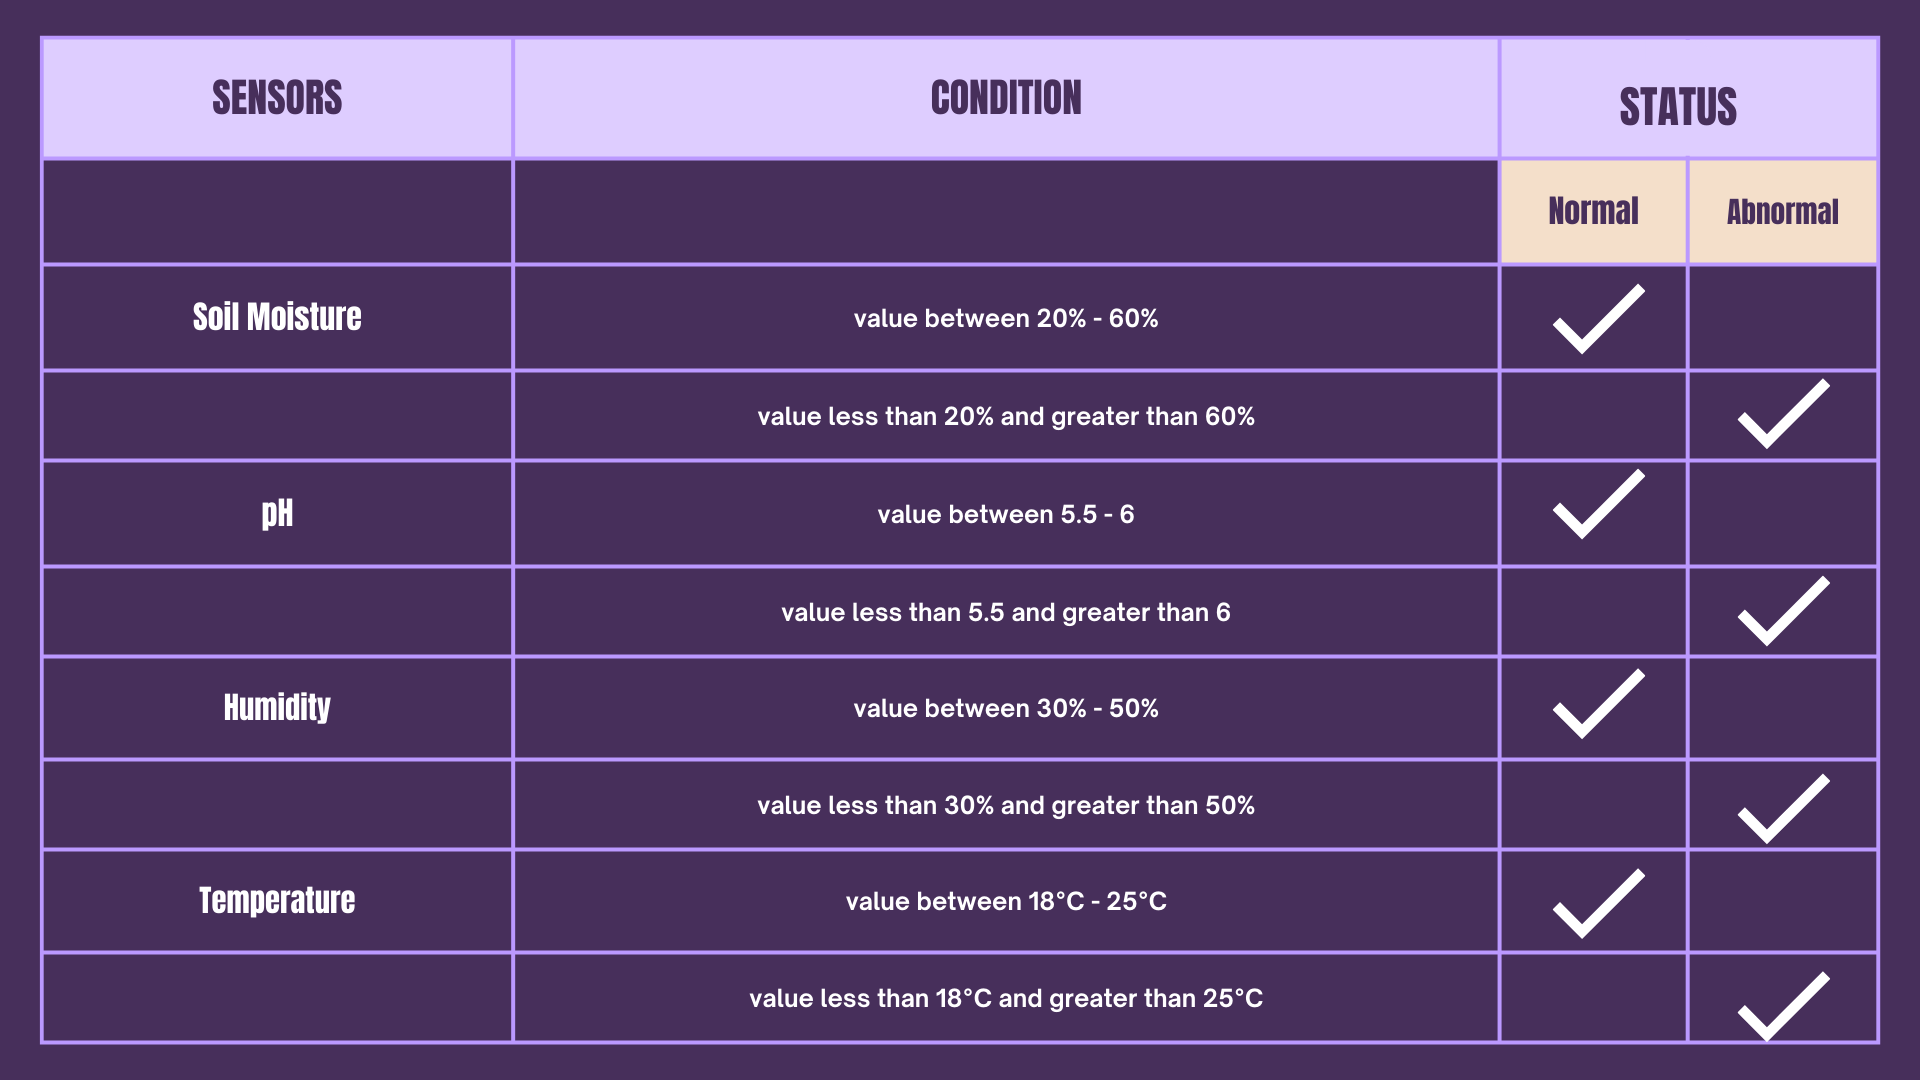 SENSORS
CONDITION
STATUS
Normal
Abnormal
Soil Moisture
value between 20% - 60%
value less than 20% and greater than 60%
pH
value between 5.5 - 6
value less than 5.5 and greater than 6
Humidity
value between 30% - 50%
value less than 30% and greater than 50%
Temperature
value between 18°C - 25°C
value less than 18°C and greater than 25°C